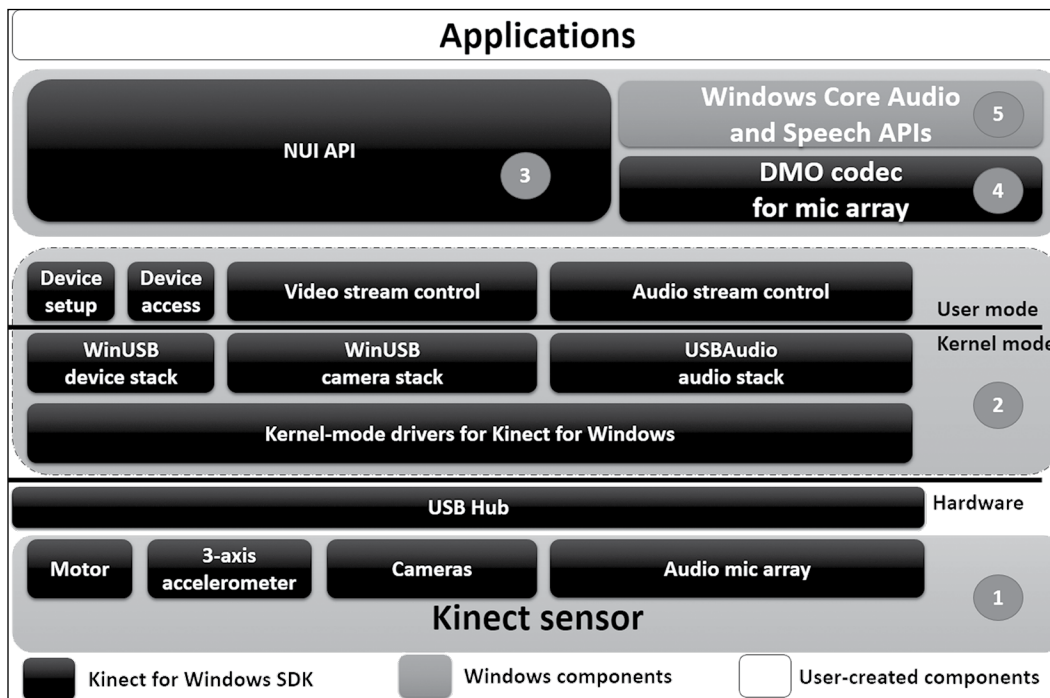 Applications
NUI API
3
Windows Core Audio
and Speech APIs
5
DMO codec
for mic array
4
Device
setup
Device
access
Video stream control
Audio stream control
User mode
WinUSB
device stack
WinUSB
camera stack
USBAudio
audio stack
Kernel mode
2
Kernel-mode drivers for Kinect for Windows
USB Hub
Hardware
Motor
3-axis
accelerometer
Cameras
Audio mic array
1
Kinect sensor
Kinect for Windows SDK
Windows components
User-created components